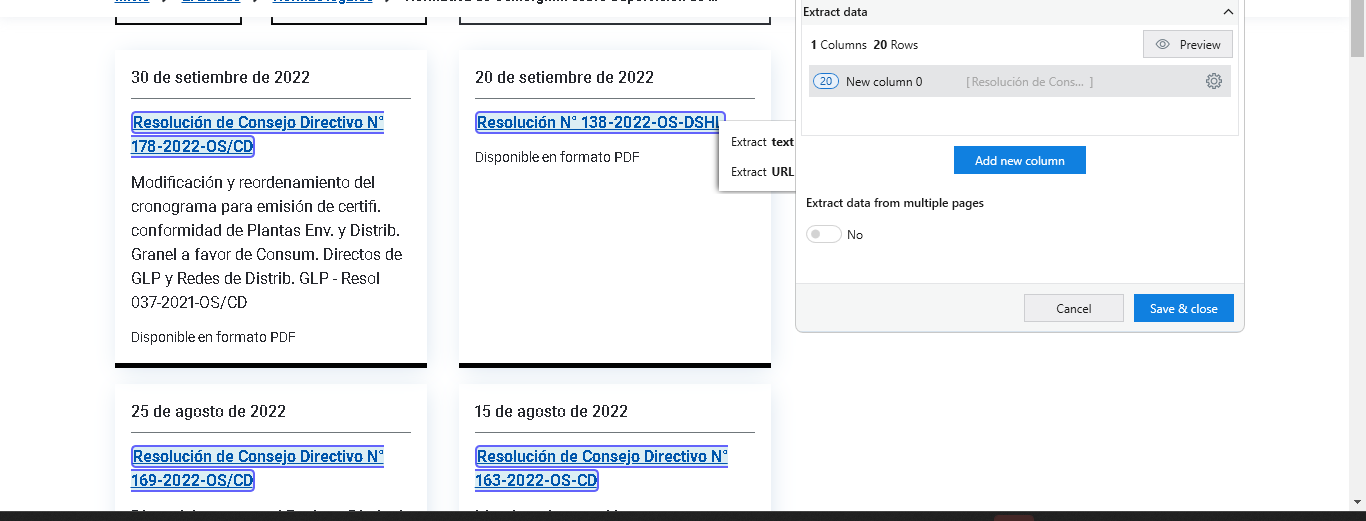 30 de setiembre de 2022
Resolución de Consejo Directivo N°
178-2022-OS/CD
Modificación y reordenamiento del
cronograma para emisión de certifi.
conformidad de Plantas Env. y Distrib.
Granel a favor de Consum. Directos de
GLP y Redes de Distrib. GLP - Resol
037-2021-OS/CD
Disponible en formato PDF
20 de setiembre de 2022
Resolución N° 138-2022-OS-DSHL
Disponible en formato PDF
Extract text
Extract URL
25 de agosto de 2022
Resolución de Consejo Directivo N°
169-2022-OS/CD
15 de agosto de 2022
Resolución de Consejo Directivo N°
163-2022-OS-CD
Extract data
1 Columns 20 Rows
Preview
20 New column 0 [Resolución de Cons... ]
Add new column
Extract data from multiple pages
No
Cancel
Save & close